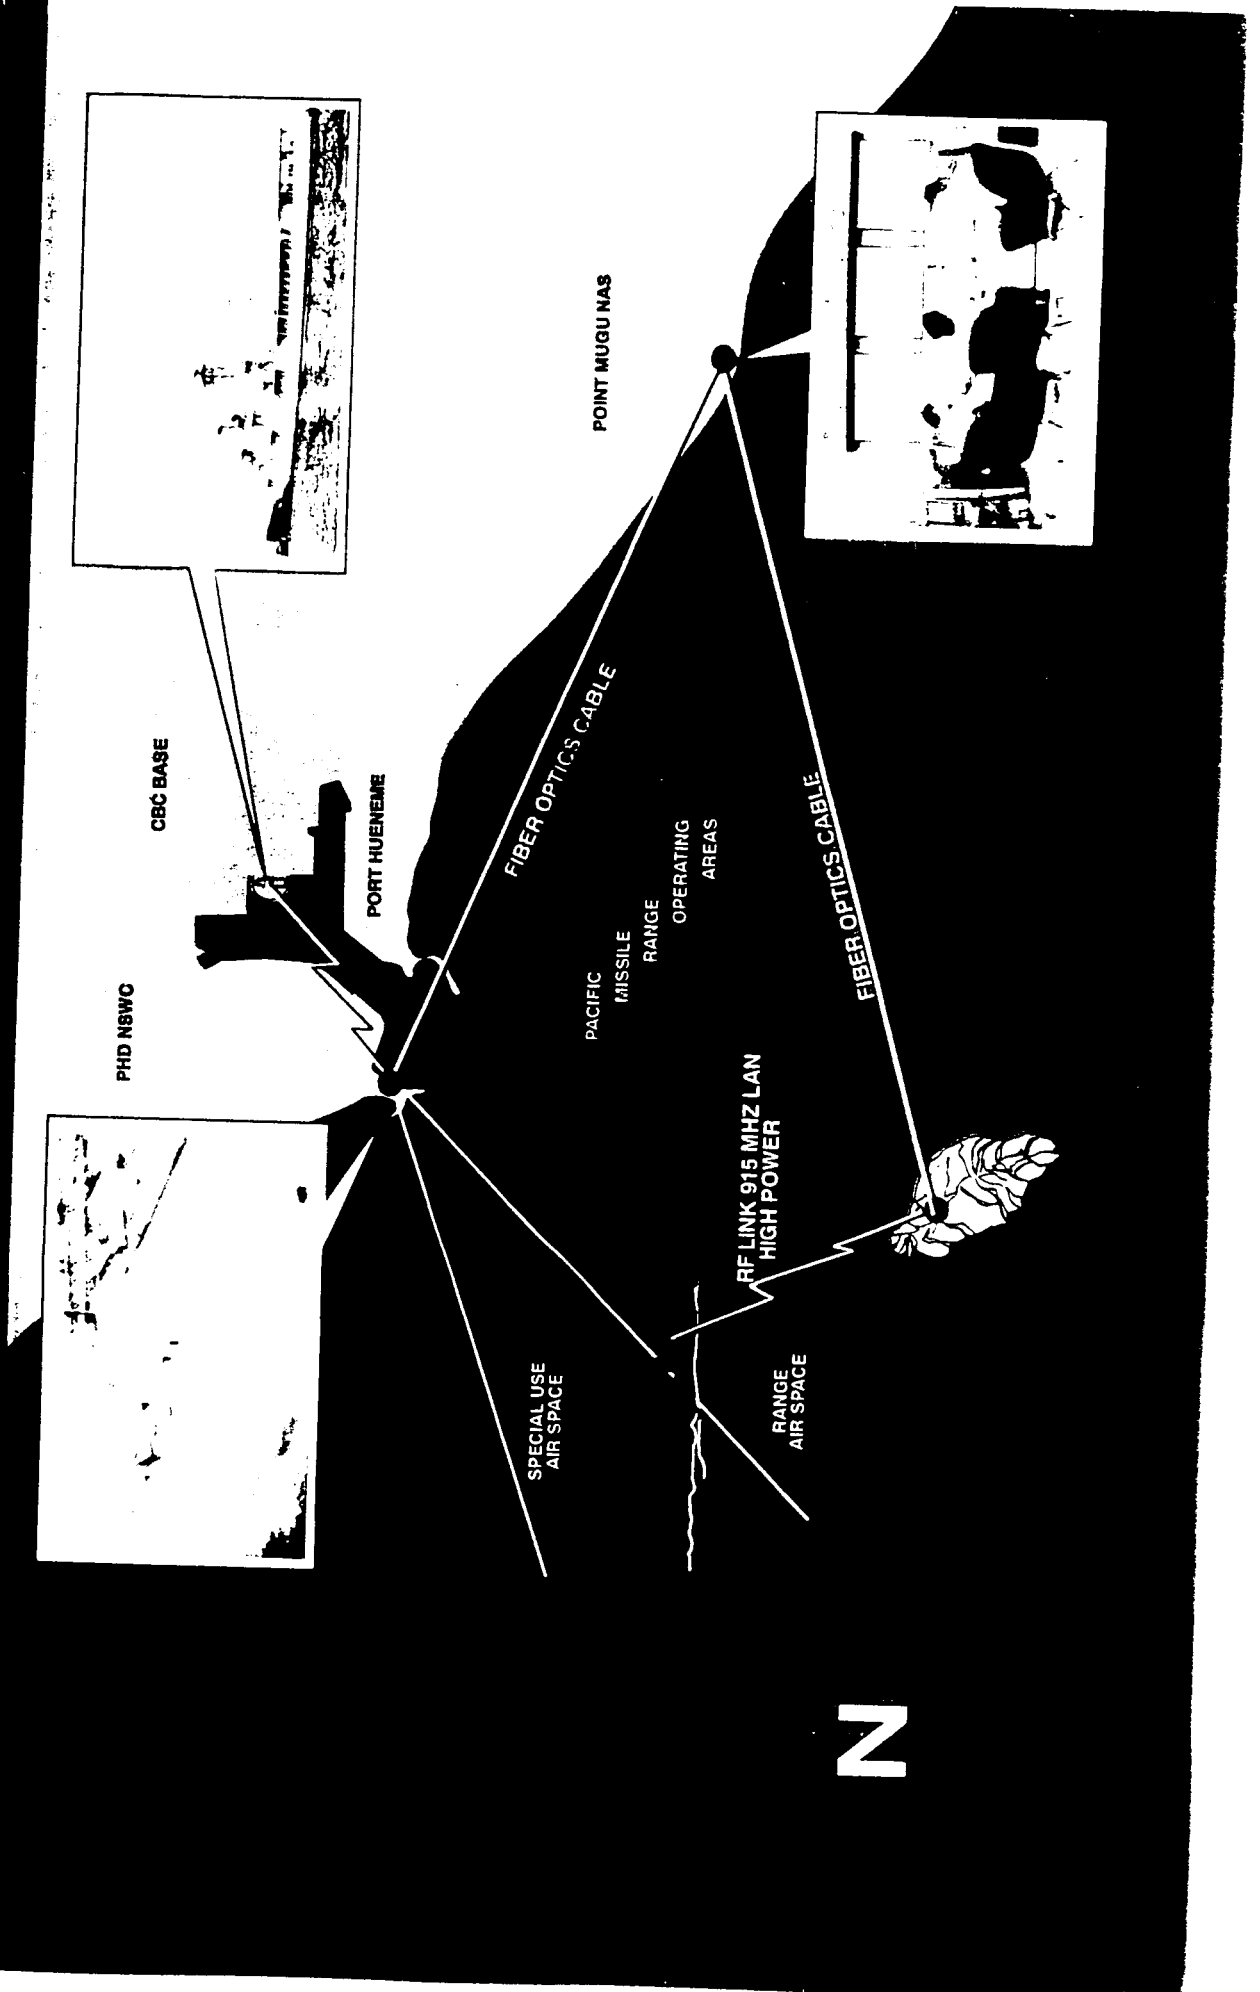 PHD NSWC
CBC BASE
PORT HUENEME
POINT MUGU NAS
FIBER OPTICS CABLE
SPECIAL USE
AIR SPACE
PACIFIC
MISSILE
RANGE
OPERATING
AREAS
RF LINK 915 MHZ LAN
HIGH POWER
FIBER OPTICS CABLE
RANGE
AIR SPACE
N